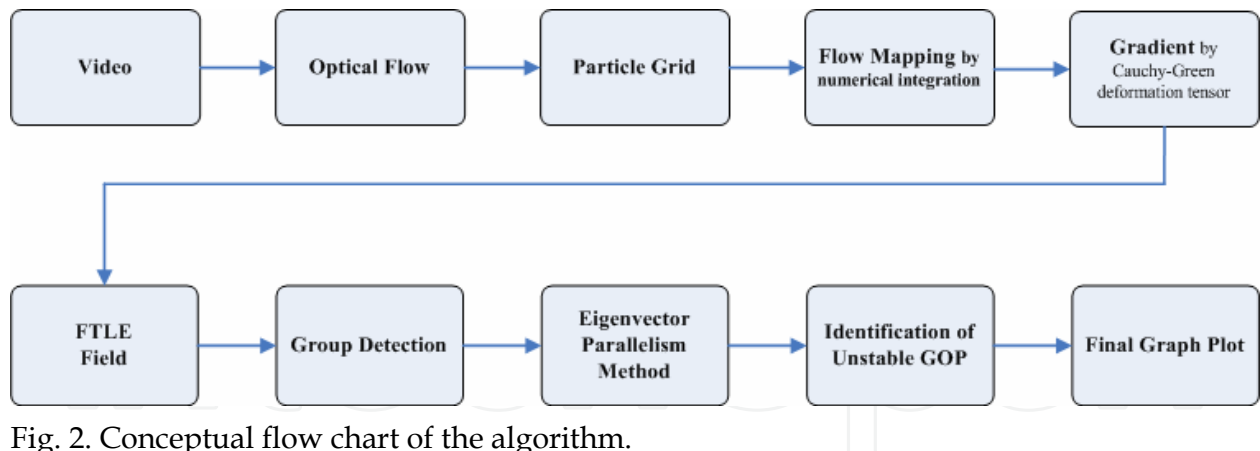 Video
Optical Flow
Particle Grid
Flow Mapping by
numerical integration
Gradient by
Cauchy-Green
deformation tensor
FTLE
Field
Group Detection
Eigenvector
Parallelism
Method
Identification of
Unstable GOP
Final Graph Plot
Fig. 2. Conceptual flow chart of the algorithm.